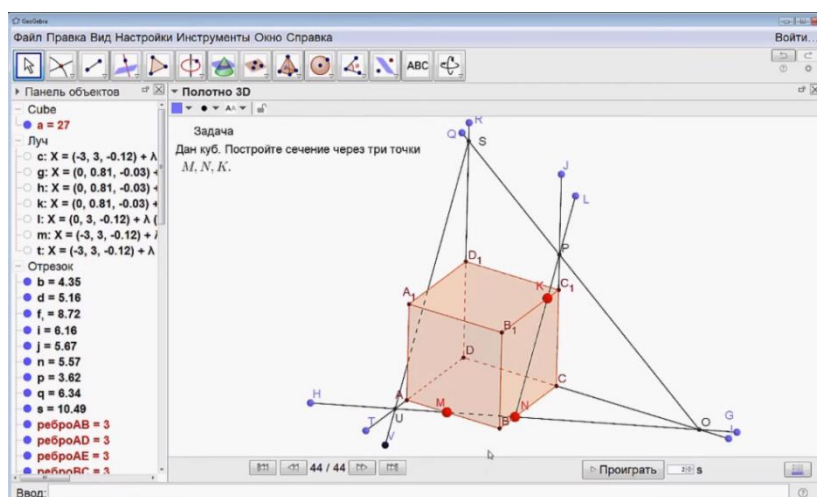 GeoGebra
Файл Правка Вид Настройки Инструменты Окно Справка
Войти...
ABC
Панель объектов
Полотно 3D
Cube
a = 27
Луч
c: X = (-3, 3, -0.12) + λ
g: X = (0, 0.81, -0.03) +
h: X = (0, 0.81, -0.03) +
k: X = (0, 0.81, -0.03) +
l: X = (0, 3, -0.12) + λ (
m: X = (-3, 3, -0.12) + λ
t: X = (-3, 3, -0.12) + λ
Отрезок
b = 4.35
d = 5.16
f, = 8.72
i = 6.16
j = 5.67
n = 5.57
p = 3.62
q = 6.34
s = 10.49
реброAB = 3
реброAD = 3
реброAE = 3
реброBC = 3
AA
Задача
Дан куб. Постройте сечение через три точки
M, N, K.
R
Q
S
J
L
P
D₁
K
C₁
A₁
B₁
D
C
H
A
M
N
T
U
V
B
O
G
44 / 44
Проиграть
s
Ввод: